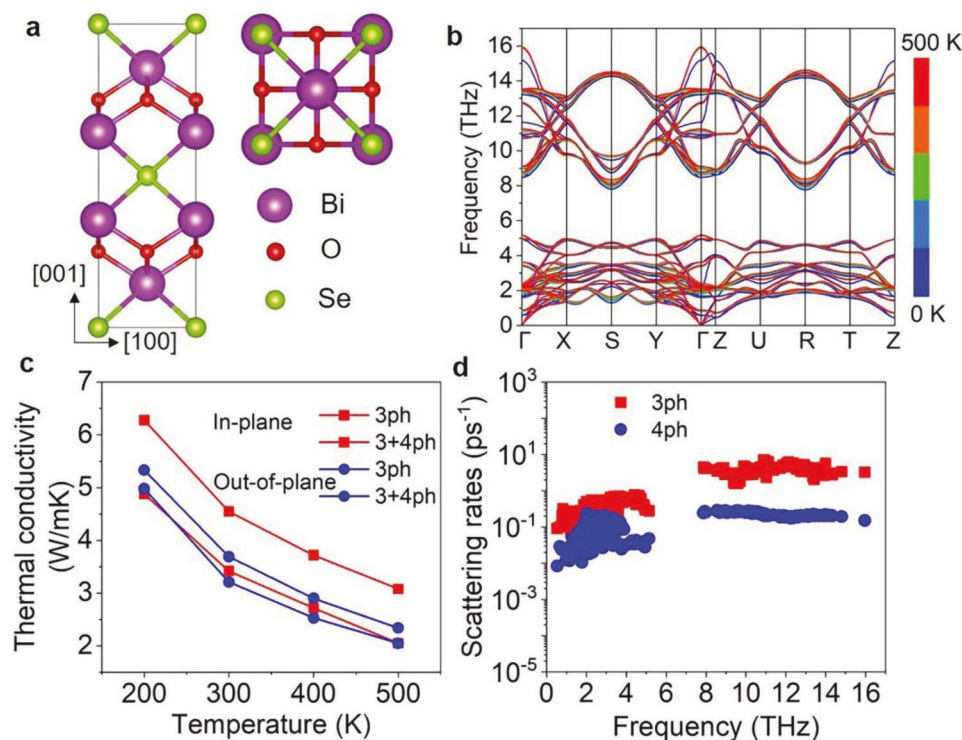 a
[001]
[100]
Bi
O
Se
b
Frequency (THz)
16
14
12
10
8
6
4
2
0
Γ X S Y Γ Z U R T Z
500 K
0 K
c
Thermal conductivity
(W/mK)
7
6
5
4
3
2
200 300 400 500
Temperature (K)
In-plane
3ph
3+4ph
Out-of-plane
3ph
3+4ph
d
Scattering rates (ps⁻¹)
10³
10¹
10⁻¹
10⁻³
10⁻⁵
0 2 4 6 8 10 12 14 16
Frequency (THz)
3ph
4ph